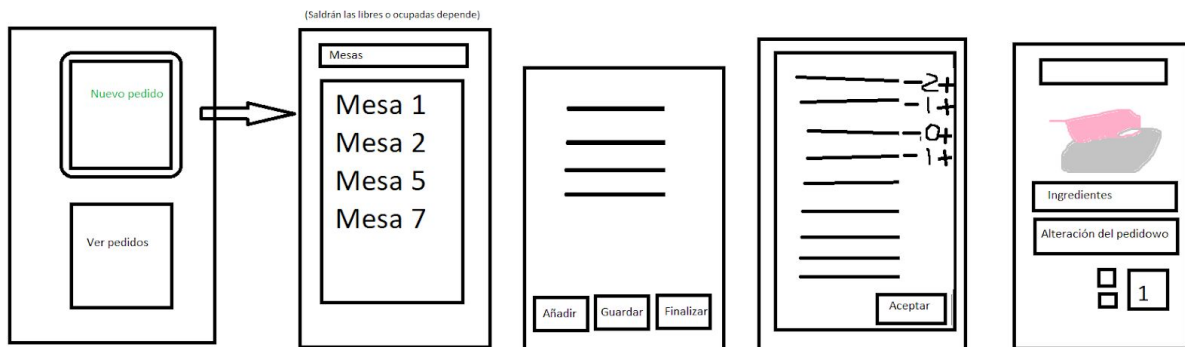 (Saldrán las libres o ocupadas depende)
Nuevo pedido
Ver pedidos
Mesas
Mesa 1
Mesa 2
Mesa 5
Mesa 7
Añadir
Guardar
Finalizar
-2+
-1+
-0+
-1+
Aceptar
Ingredientes
Alteración del pedidowo
1